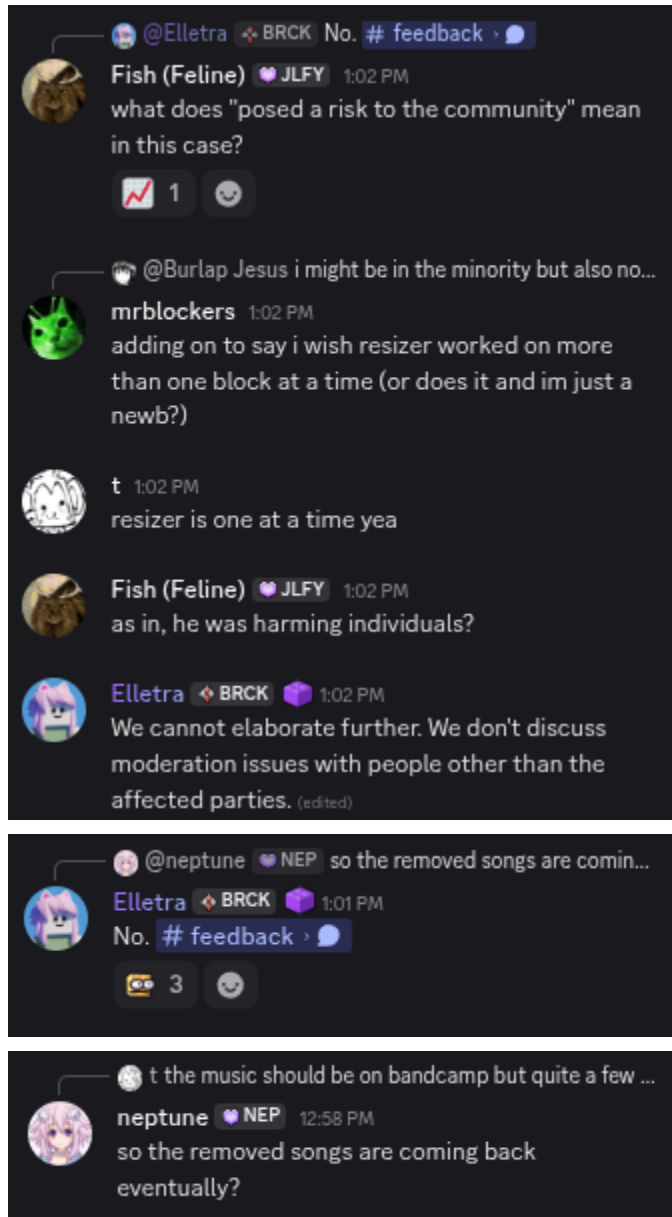 @Elletra BRCK No. # feedback ›
Fish (Feline) JLFY 1:02 PM
what does "posed a risk to the community" mean
in this case?
1
@Burlap Jesus i might be in the minority but also no...
mrblockers 1:02 PM
adding on to say i wish resizer worked on more
than one block at a time (or does it and im just a
newb?)
t 1:02 PM
resizer is one at a time yea
Fish (Feline) JLFY 1:02 PM
as in, he was harming individuals?
Elletra BRCK 1:02 PM
We cannot elaborate further. We don't discuss
moderation issues with people other than the
affected parties. (edited)
@neptune NEP so the removed songs are comin...
Elletra BRCK 1:01 PM
No. # feedback ›
3
t the music should be on bandcamp but quite a few ...
neptune NEP 12:58 PM
so the removed songs are coming back
eventually?